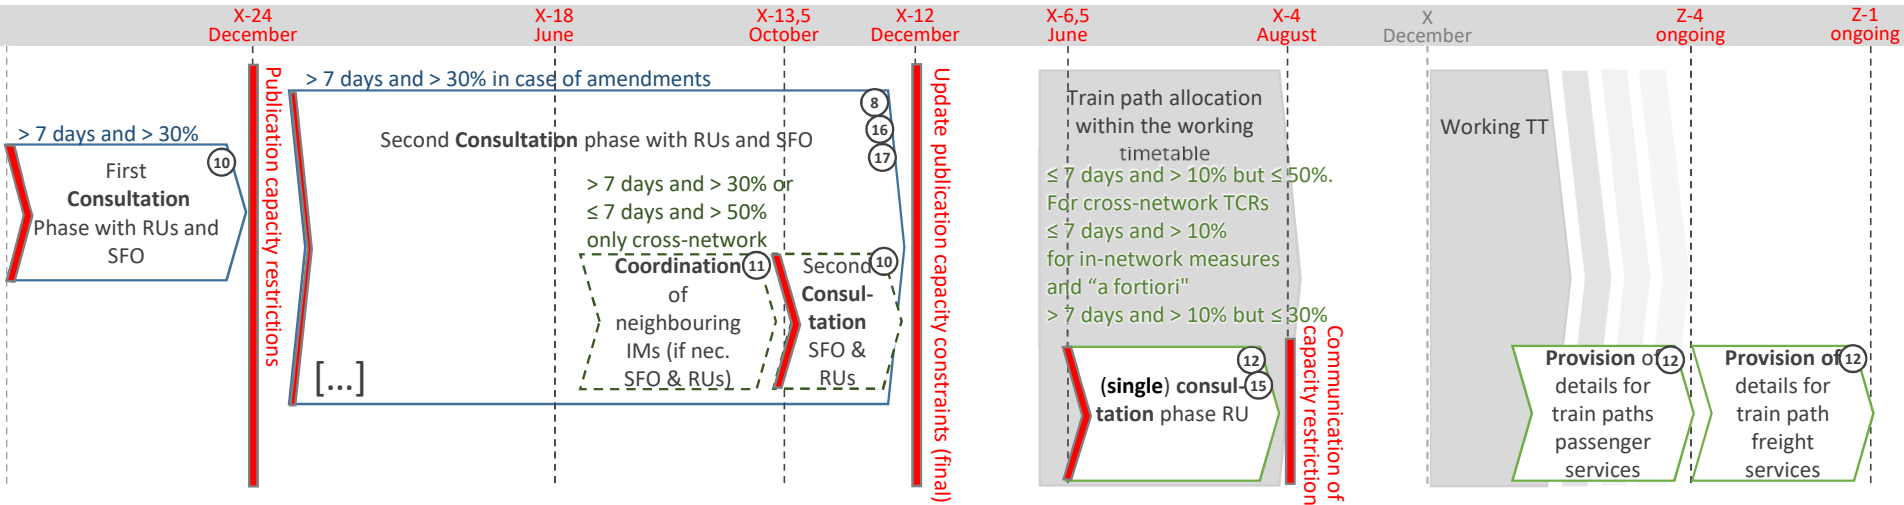 X-24
December
X-18
June
X-13,5
October
X-12
December
X-6,5
June
X-4
August
X
December
Z-4
ongoing
Z-1
ongoing
> 7 days and > 30%
10
First
Consultation
Phase with RUs and
SFO
Publication capacity restrictions
> 7 days and > 30% in case of amendments
8
16
17
Second Consultation phase with RUs and SFO
> 7 days and > 30% or
≤ 7 days and > 50%
only cross-network
Coordination
11
of
neighbouring
IMs (if nec.
SFO & RUs)
Second
10
Consul-
tation
SFO &
RUs
[...]
Update publication capacity constraints (final)
Train path allocation
within the working
timetable
≤ 7 days and > 10% but ≤ 50%.
For cross-network TCRs
≤ 7 days and > 10%
for in-network measures
and “a fortiori"
> 7 days and > 10% but ≤ 30%
12
15
(single) consul-
tation phase RU
Communication of
capacity restriction
Working TT
Provision of
12
details for
train paths
passenger
services
Provision of
12
details for
train path
freight
services